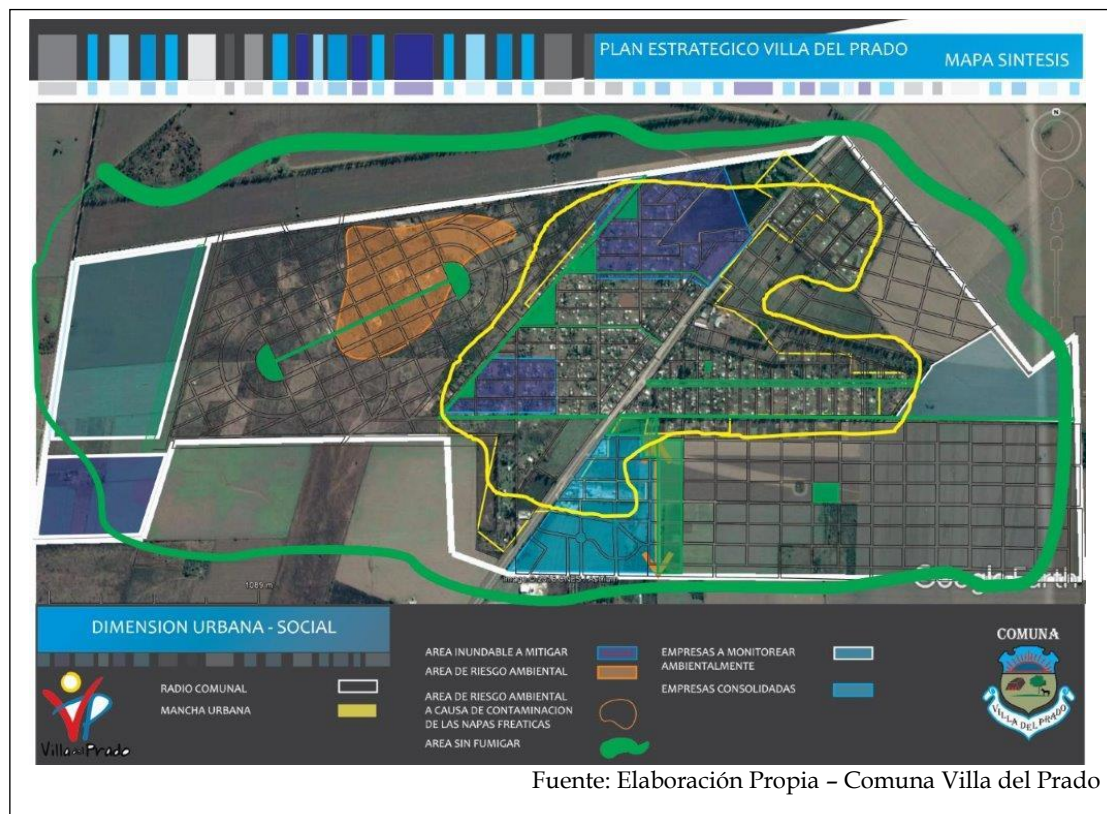 PLAN ESTRATEGICO VILLA DEL PRADO
MAPA SINTESIS
N
1089 m
Google Earth
DIMENSION URBANA - SOCIAL
RADIO COMUNAL
MANCHA URBANA
Villa del Prado
AREA INUNDABLE A MITIGAR
AREA DE RIESGO AMBIENTAL
AREA DE RIESGO AMBIENTAL
A CAUSA DE CONTAMINACION
DE LAS NAPAS FREATICAS
AREA SIN FUMIGAR
EMPRESAS A MONITOREAR
AMBIENTALMENTE
EMPRESAS CONSOLIDADAS
COMUNA
VILLA DEL PRADO
Fuente: Elaboración Propia – Comuna Villa del Prado